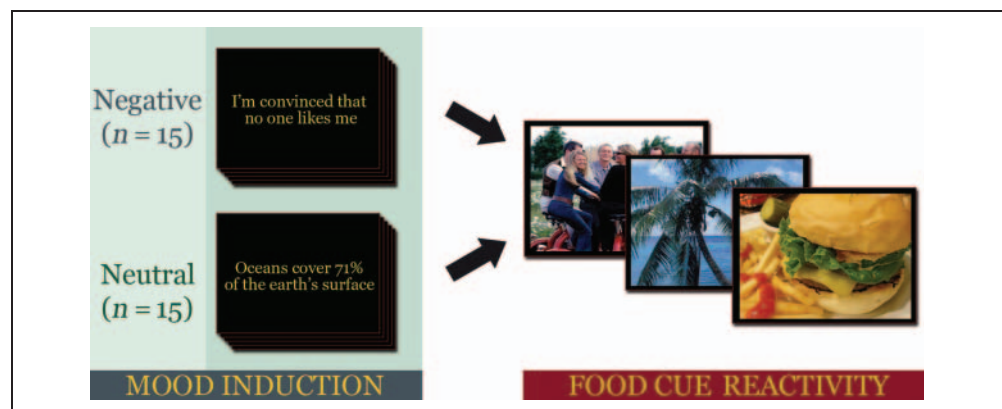 Negative
(n = 15)
I'm convinced that
no one likes me
Neutral
(n = 15)
Oceans cover 71%
of the earth's surface
MOOD INDUCTION
FOOD CUE REACTIVITY